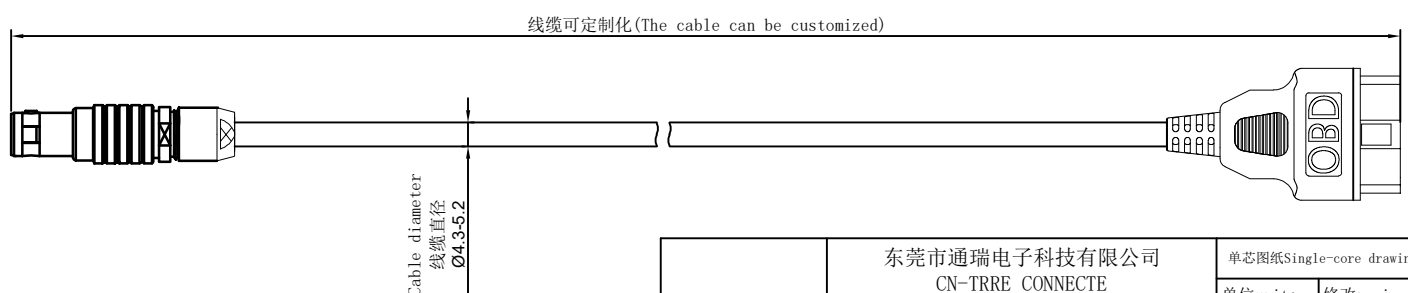 线缆可定制化(The cable can be customized)
OBD
Cable diameter
线缆直径
Ø4.3-5.2
东莞市通瑞电子科技有限公司
CN-TRRE CONNECTE
单芯图纸Single-core